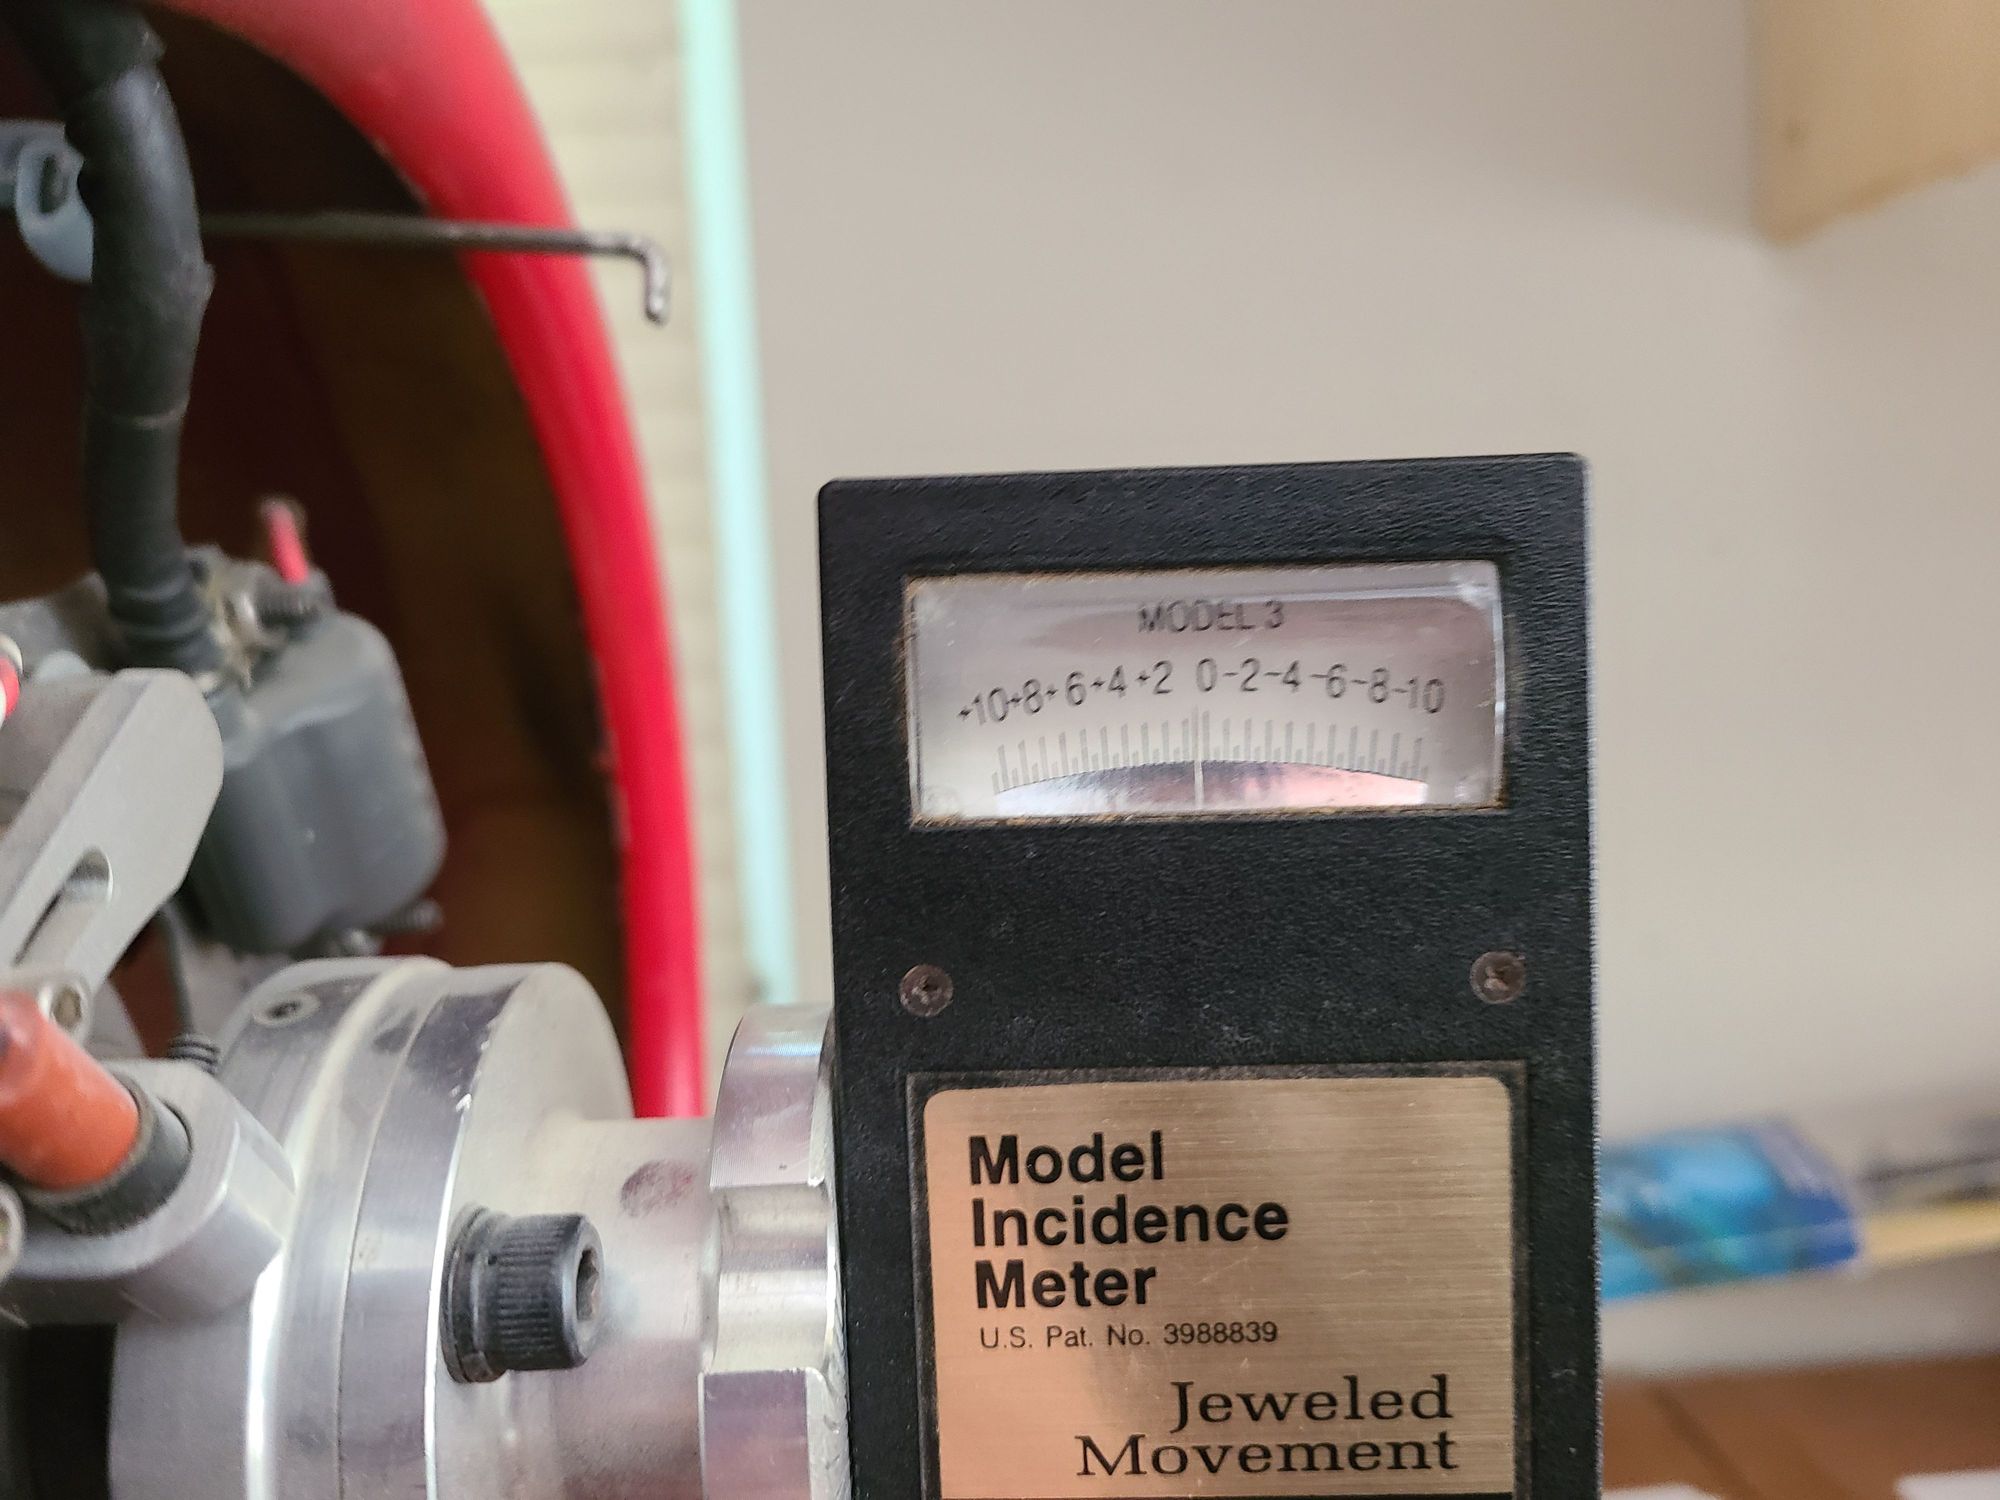 MODEL 3
+10+8+6+4+2 0-2-4-6-8-10
Model
Incidence
Meter
U.S. Pat. No. 3988839
Jeweled
Movement